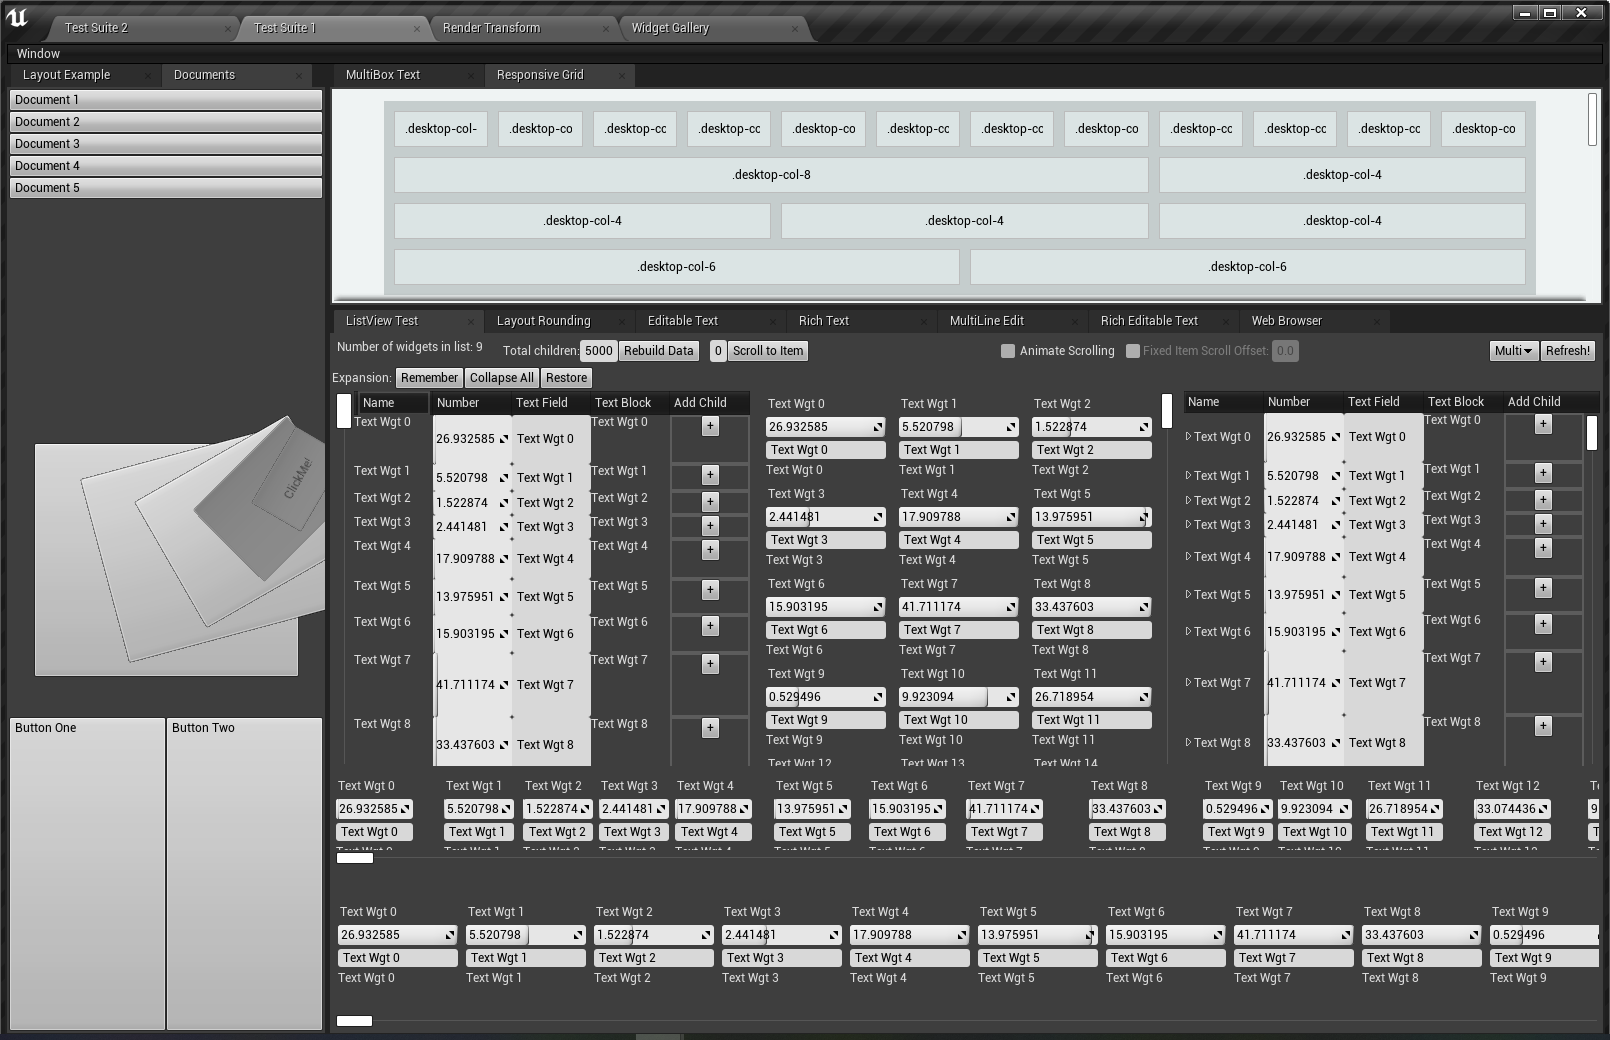 Test Suite 2
Test Suite 1
Render Transform
Widget Gallery
Window
Layout Example
Documents
MultiBox Text
Responsive Grid
Document 1
Document 2
Document 3
Document 4
Document 5
ClickMe!
Button One
Button Two
.desktop-col- .desktop-co .desktop-cc .desktop-cc .desktop-co .desktop-cc .desktop-cc .desktop-co .desktop-cc .desktop-cc .desktop-cc .desktop-co
.desktop-col-8 .desktop-col-4
.desktop-col-4 .desktop-col-4 .desktop-col-4
.desktop-col-6 .desktop-col-6
ListView Test Layout Rounding Editable Text Rich Text MultiLine Edit Rich Editable Text Web Browser
Number of widgets in list: 9 Total children: 5000 Rebuild Data 0 Scroll to Item Animate Scrolling Fixed Item Scroll Offset: 0.0 Multi Refresh!
Expansion: Remember Collapse All Restore
Name Number Text Field Text Block Add Child
Text Wgt 0 26.932585 Text Wgt 0 Text Wgt 0 +
Text Wgt 1 5.520798 Text Wgt 1 Text Wgt 1 +
Text Wgt 2 1.522874 Text Wgt 2 Text Wgt 2 +
Text Wgt 3 2.441481 Text Wgt 3 Text Wgt 3 +
Text Wgt 4 17.909788 Text Wgt 4 Text Wgt 4 +
Text Wgt 5 13.975951 Text Wgt 5 Text Wgt 5 +
Text Wgt 6 15.903195 Text Wgt 6 Text Wgt 6 +
Text Wgt 7 41.711174 Text Wgt 7 Text Wgt 7 +
Text Wgt 8 33.437603 Text Wgt 8 Text Wgt 8 +
Text Wgt 0 Text Wgt 1 Text Wgt 2
26.932585 5.520798 1.522874
Text Wgt 0 Text Wgt 1 Text Wgt 2
Text Wgt 0 Text Wgt 1 Text Wgt 2
Text Wgt 3 Text Wgt 4 Text Wgt 5
2.441481 17.909788 13.975951
Text Wgt 3 Text Wgt 4 Text Wgt 5
Text Wgt 3 Text Wgt 4 Text Wgt 5
Text Wgt 6 Text Wgt 7 Text Wgt 8
15.903195 41.711174 33.437603
Text Wgt 6 Text Wgt 7 Text Wgt 8
Text Wgt 6 Text Wgt 7 Text Wgt 8
Text Wgt 9 Text Wgt 10 Text Wgt 11
0.529496 9.923094 26.718954
Text Wgt 9 Text Wgt 10 Text Wgt 11
Text Wgt 9 Text Wgt 10 Text Wgt 11
Text Wgt 12 Text Wgt 13 Text Wgt 14
Name Number Text Field Text Block Add Child
Text Wgt 0 26.932585 Text Wgt 0 Text Wgt 0 +
Text Wgt 1 5.520798 Text Wgt 1 Text Wgt 1 +
Text Wgt 2 1.522874 Text Wgt 2 Text Wgt 2 +
Text Wgt 3 2.441481 Text Wgt 3 Text Wgt 3 +
Text Wgt 4 17.909788 Text Wgt 4 Text Wgt 4 +
Text Wgt 5 13.975951 Text Wgt 5 Text Wgt 5 +
Text Wgt 6 15.903195 Text Wgt 6 Text Wgt 6 +
Text Wgt 7 41.711174 Text Wgt 7 Text Wgt 7 +
Text Wgt 8 33.437603 Text Wgt 8 Text Wgt 8 +
Text Wgt 0 Text Wgt 1 Text Wgt 2 Text Wgt 3 Text Wgt 4 Text Wgt 5 Text Wgt 6 Text Wgt 7 Text Wgt 8 Text Wgt 9 Text Wgt 10 Text Wgt 11 Text Wgt 12
26.932585 5.520798 1.522874 2.441481 17.909788 13.975951 15.903195 41.711174 33.437603 0.529496 9.923094 26.718954 33.074436 9
Text Wgt 0 Text Wgt 1 Text Wgt 2 Text Wgt 3 Text Wgt 4 Text Wgt 5 Text Wgt 6 Text Wgt 7 Text Wgt 8 Text Wgt 9 Text Wgt 10 Text Wgt 11 Text Wgt 12
Text Wgt 0 Text Wgt 1 Text Wgt 2 Text Wgt 3 Text Wgt 4 Text Wgt 5 Text Wgt 6 Text Wgt 7 Text Wgt 8 Text Wgt 9
26.932585 5.520798 1.522874 2.441481 17.909788 13.975951 15.903195 41.711174 33.437603 0.529496
Text Wgt 0 Text Wgt 1 Text Wgt 2 Text Wgt 3 Text Wgt 4 Text Wgt 5 Text Wgt 6 Text Wgt 7 Text Wgt 8 Text Wgt 9
Text Wgt 0 Text Wgt 1 Text Wgt 2 Text Wgt 3 Text Wgt 4 Text Wgt 5 Text Wgt 6 Text Wgt 7 Text Wgt 8 Text Wgt 9